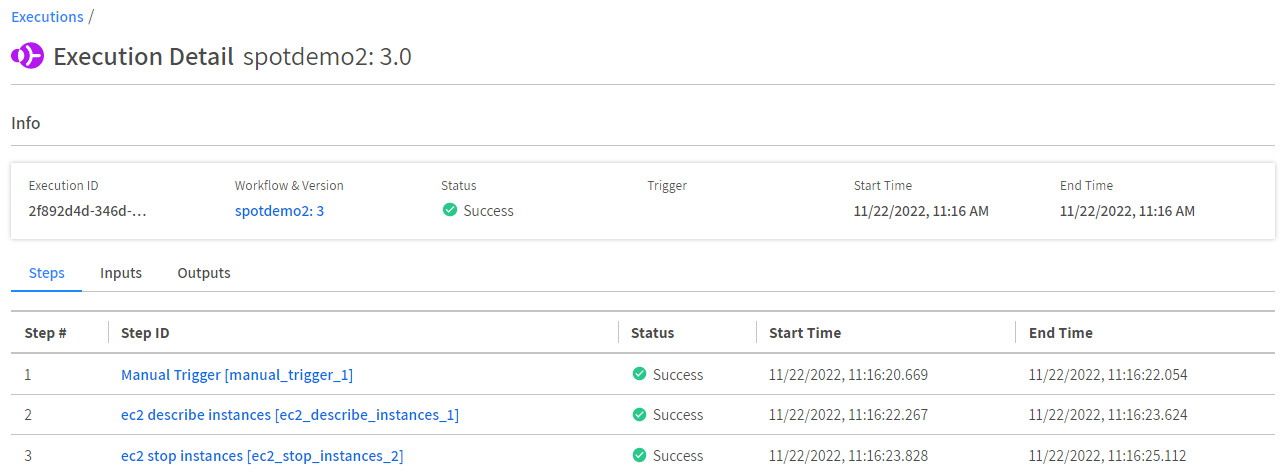 Executions /
Execution Detail spotdemo2: 3.0
Info
Execution ID Workflow & Version Status Trigger Start Time End Time
2f892d4d-346d-... spotdemo2: 3 Success 11/22/2022, 11:16 AM 11/22/2022, 11:16 AM
Steps Inputs Outputs
Step # Step ID Status Start Time End Time
1 Manual Trigger [manual_trigger_1] Success 11/22/2022, 11:16:20.669 11/22/2022, 11:16:22.054
2 ec2 describe instances [ec2_describe_instances_1] Success 11/22/2022, 11:16:22.267 11/22/2022, 11:16:23.624
3 ec2 stop instances [ec2_stop_instances_2] Success 11/22/2022, 11:16:23.828 11/22/2022, 11:16:25.112